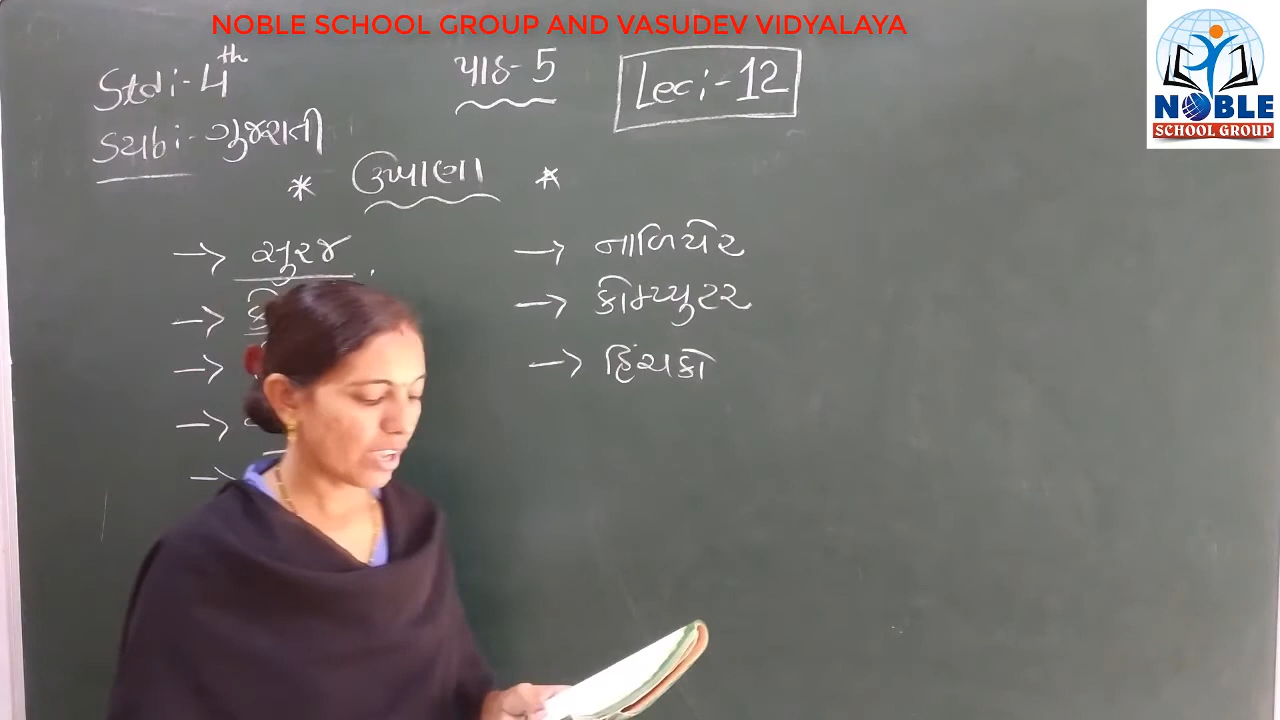 NOBLE SCHOOL GROUP AND VASUDEV VIDYALAYA
NOBLE
SCHOOL GROUP
Std:- 4th
પાઠ- 5
Lec:- 12
Sub:- ગુજરાતી
* ઉખાણા *
→ સૂરજ
→ નાળિયેર
→ કોમ્પ્યુટર
→ હિંચકો